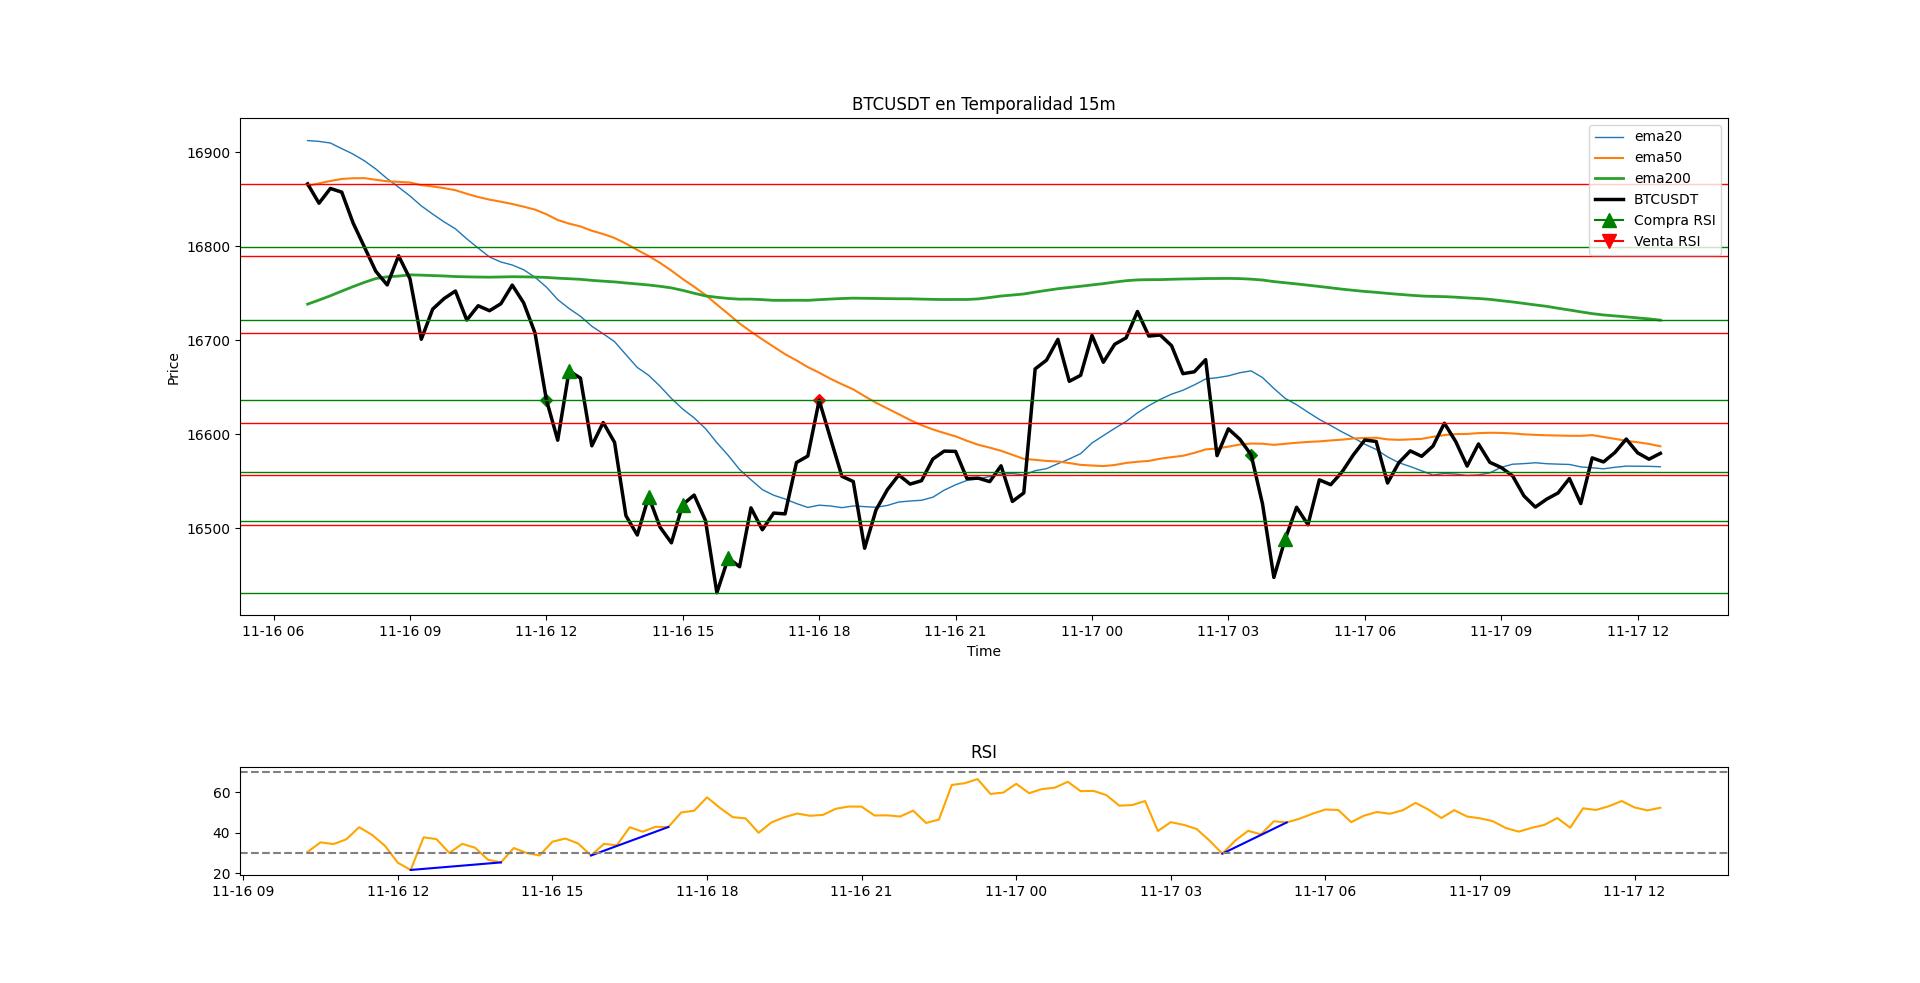 BTCUSDT en Temporalidad 15m
ema20
ema50
ema200
BTCUSDT
Compra RSI
Venta RSI
16900
16800
16700
16600
16500
Price
11-16 06 11-16 09 11-16 12 11-16 15 11-16 18 11-16 21 11-17 00 11-17 03 11-17 06 11-17 09 11-17 12
Time
RSI
60
40
20
11-16 09 11-16 12 11-16 15 11-16 18 11-16 21 11-17 00 11-17 03 11-17 06 11-17 09 11-17 12